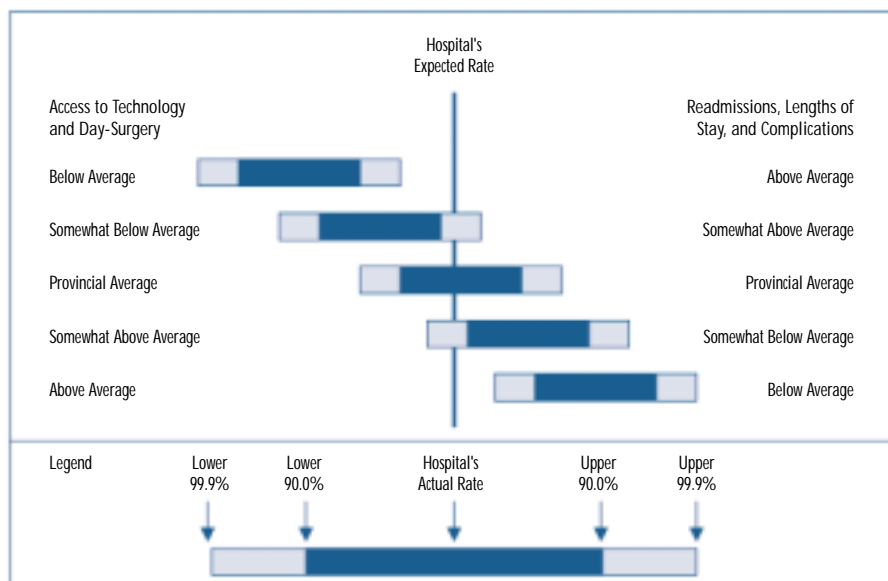 Hospital's
Expected Rate
Access to Technology
and Day-Surgery
Readmissions, Lengths of
Stay, and Complications
Below Average
Above Average
Somewhat Below Average
Somewhat Above Average
Provincial Average
Provincial Average
Somewhat Above Average
Somewhat Below Average
Above Average
Below Average
Legend
Lower
99.9%
Lower
90.0%
Hospital's
Actual Rate
Upper
90.0%
Upper
99.9%